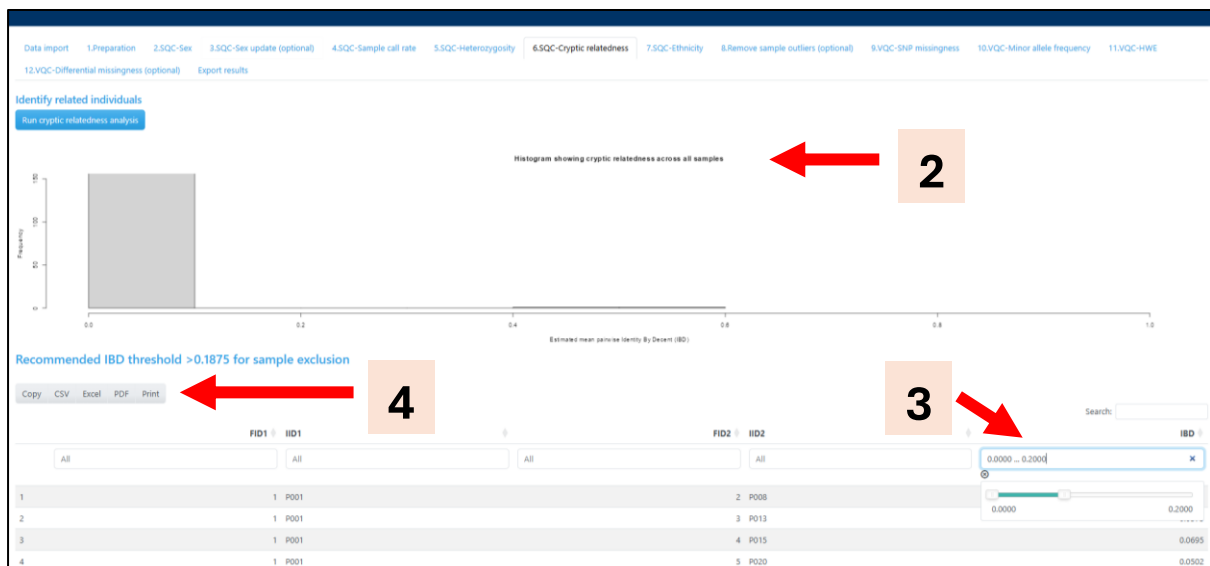 Data import 1.Preparation 2.SQC-Sex 3.SQC-Sex update (optional) 4.SQC-Sample call rate 5.SQC-Heterozygosity 6.SQC-Cryptic relatedness 7.SQC-Ethnicity 8.Remove sample outliers (optional) 9.VQC-SNP missingness 10.VQC-Minor allele frequency 11.VQC-HWE
12.VQC-Differential missingness (optional) Export results
Identify related individuals
Run cryptic relatedness analysis
Histogram showing cryptic relatedness across all samples
2
150
100
50
0
Frequency
0.0 0.2 0.4 0.6 0.8 1.0
Estimated mean pairwise Identity By Decent (IBD)
Recommended IBD threshold >0.1875 for sample exclusion
Copy CSV Excel PDF Print
4
3
Search:
FID1 IID1 FID2 IID2 IBD
All All All All 0.0000 ... 0.2000
1 1 P001 2 P008
0.0000 0.2000
2 1 P001 3 P013
3 1 P001 4 P015 0.0695
4 1 P001 5 P020 0.0502